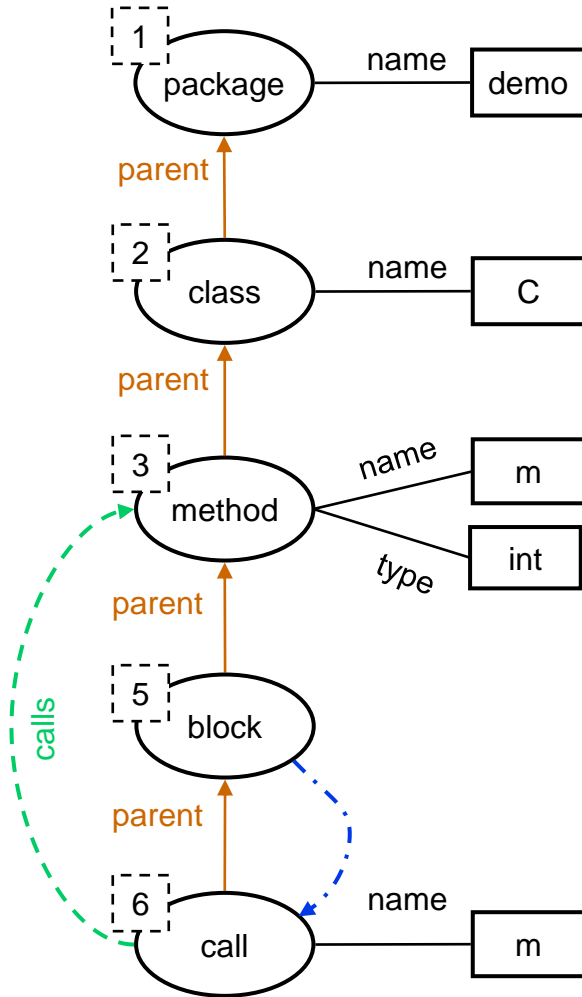 1
package
name
demo
parent
2
class
name
C
parent
3
method
name
m
type
int
parent
calls
5
block
parent
6
call
name
m